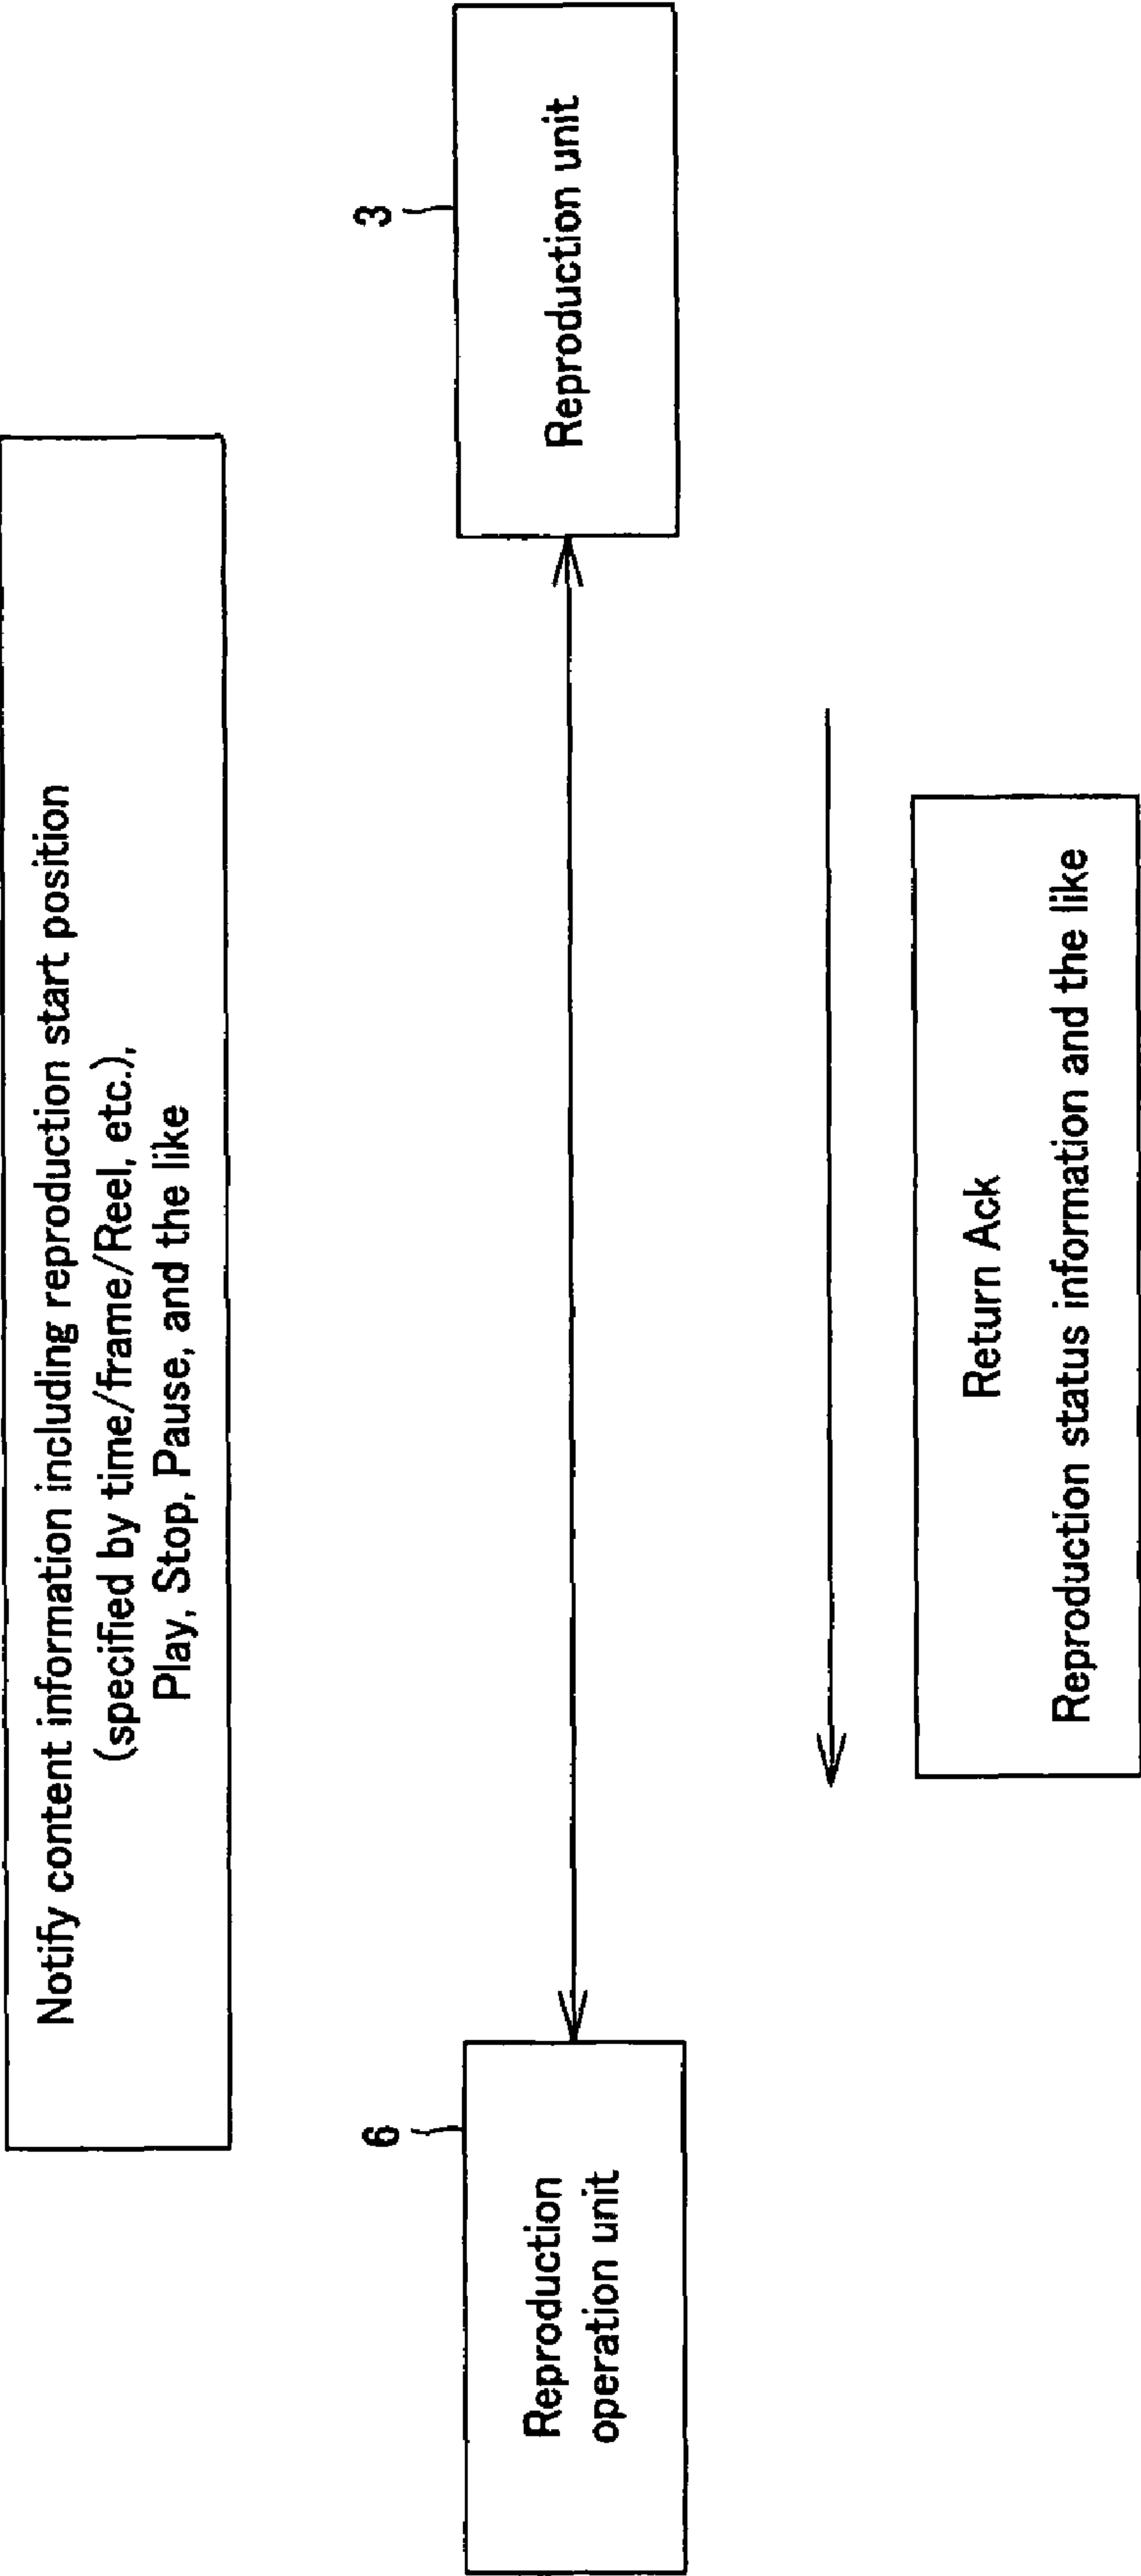 Notify content information including reproduction start position
(specified by time/frame/Reel, etc.),
Play, Stop, Pause, and the like
6
Reproduction
operation unit
3
Reproduction unit
Return Ack
Reproduction status information and the like